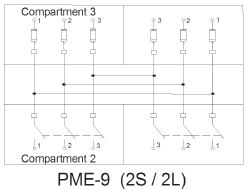 Compartment 3
1 2 3 3 2 1
1 2 3 3 2 1
Compartment 2
PME-9 (2S / 2L)